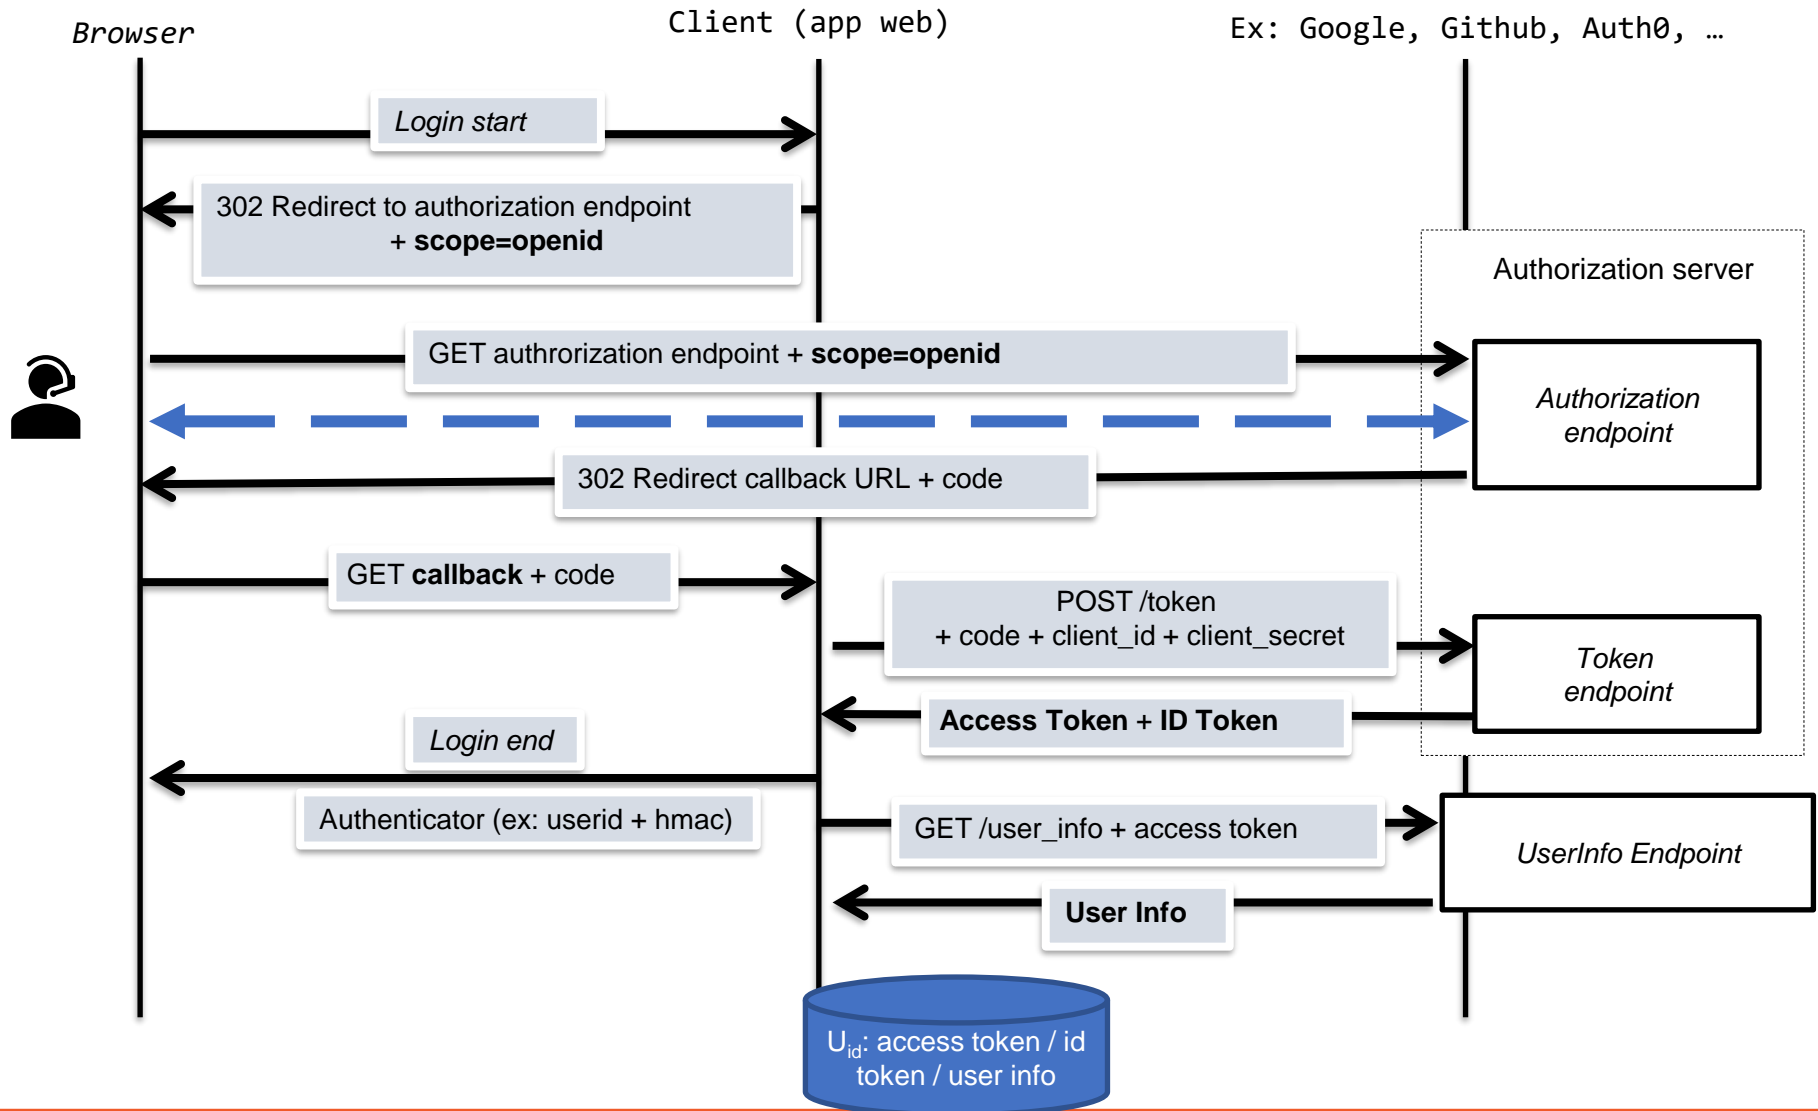 Browser
Client (app web)
Ex: Google, Github, Auth0, …
Login start
302 Redirect to authorization endpoint
+ scope=openid
Authorization server
GET authrorization endpoint + scope=openid
Authorization
endpoint
302 Redirect callback URL + code
GET callback + code
POST /token
+ code + client_id + client_secret
Token
endpoint
Access Token + ID Token
Login end
Authenticator (ex: userid + hmac)
GET /user_info + access token
UserInfo Endpoint
User Info
Uid: access token / id
token / user info